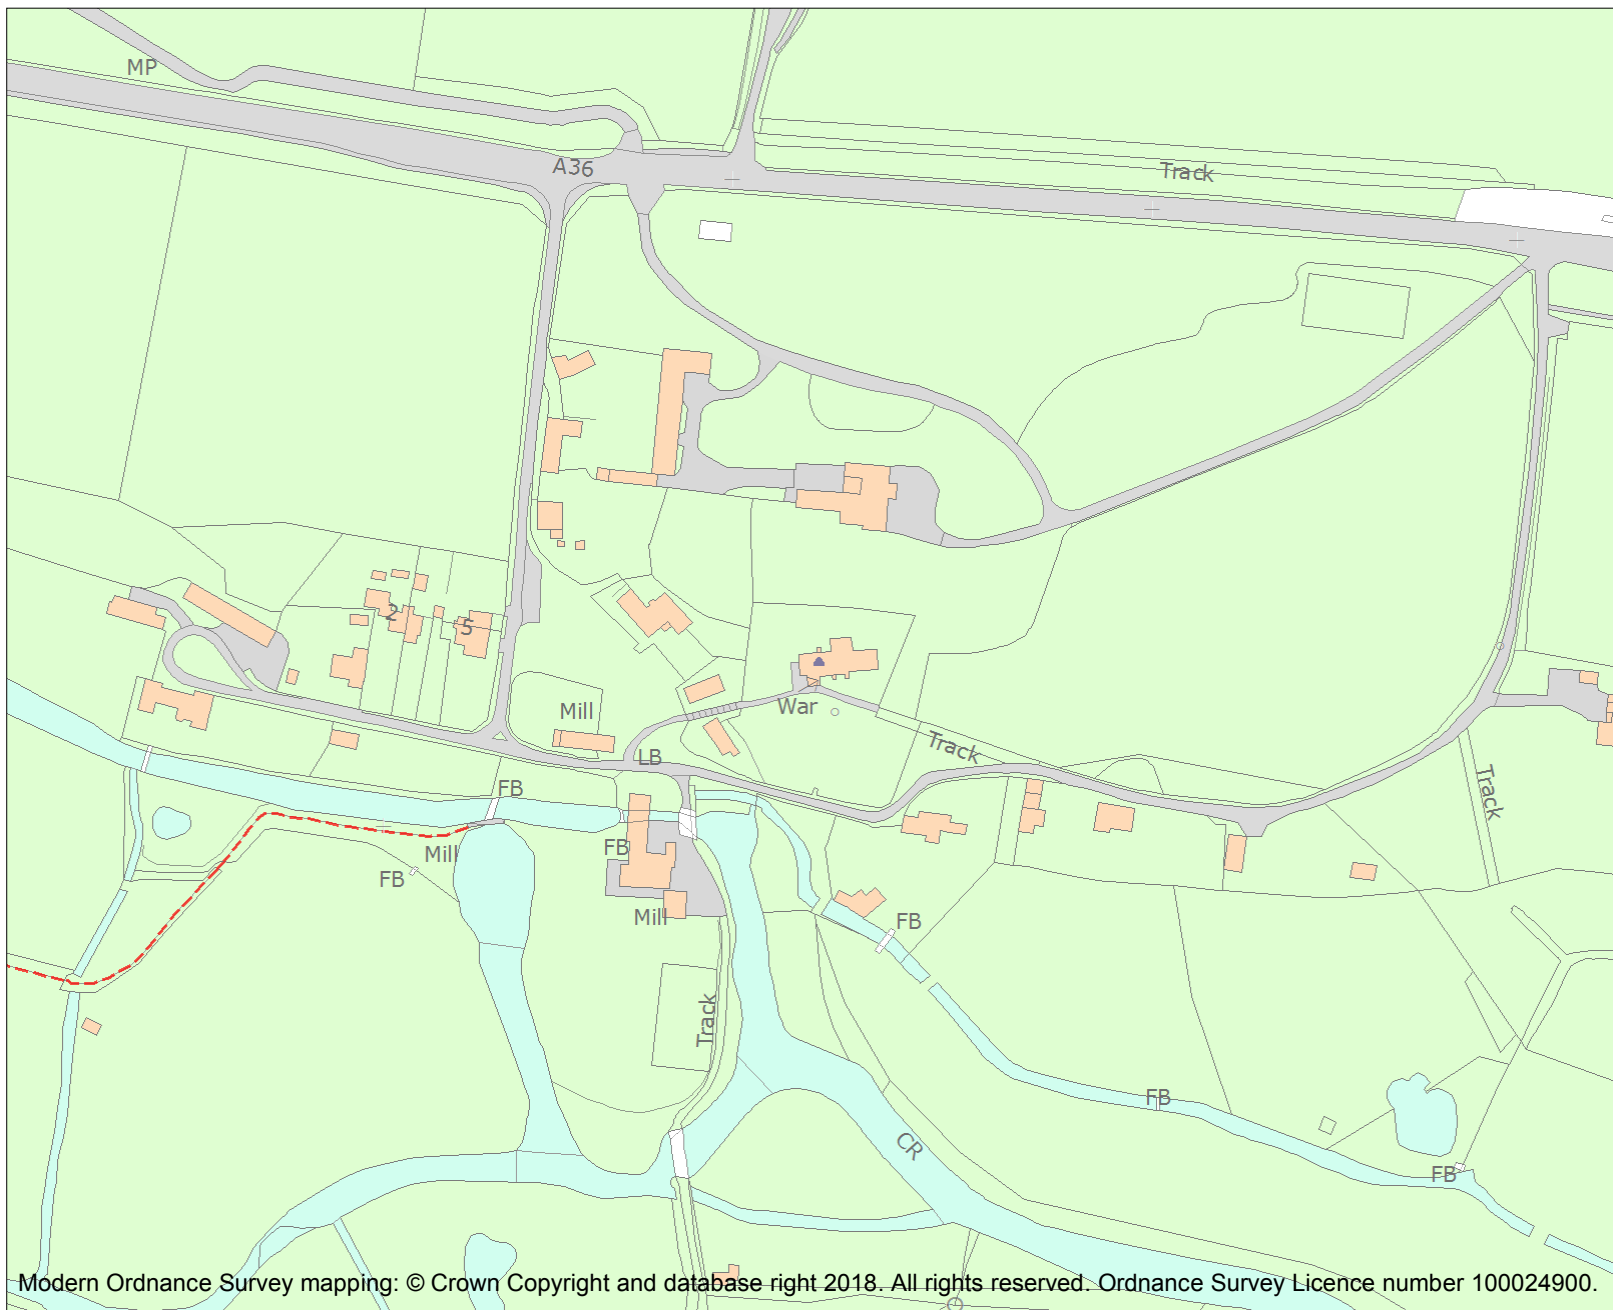 MP
A36
Track
2
5
Mill
War
LB
Track
Track
FB
Mill
FB
FB
Mill
FB
Track
FB
CR
FB
Modern Ordnance Survey mapping: © Crown Copyright and database right 2018. All rights reserved. Ordnance Survey Licence number 100024900.